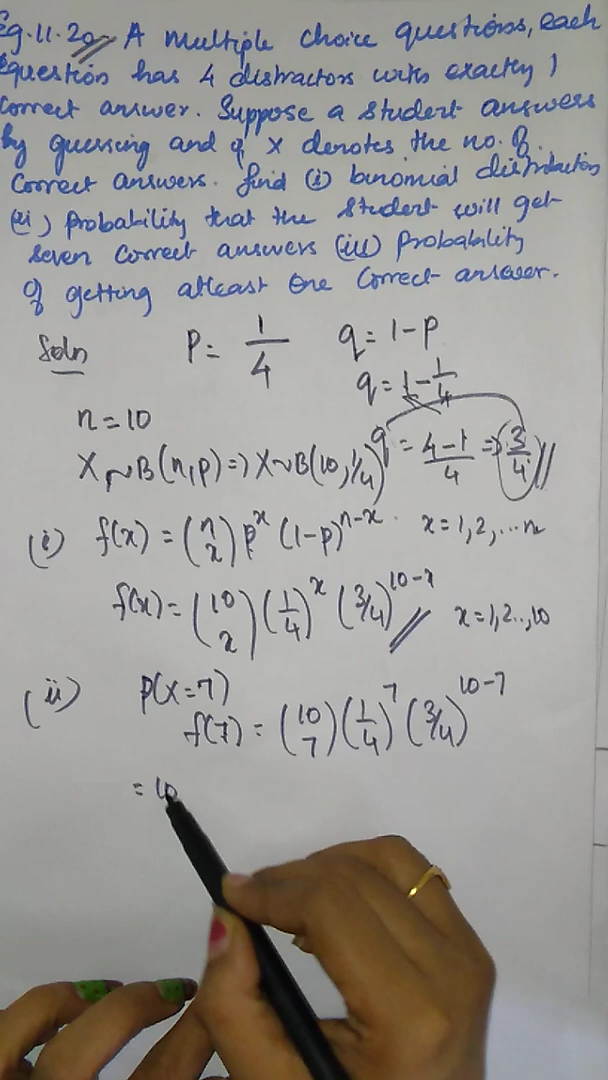 Eg.11.20 A multiple choice questions, each
question has 4 distractors with exactly 1
correct answer. Suppose a student answers
by guessing and if X denotes the no. of
correct answers. find (i) binomial distribution
(ii) probability that the student will get
seven correct answers (iii) probability
of getting atleast one correct answer.
Soln P = 1/4 q = 1-P
q = 1 - 1/4
n = 10
X ~ B(n,p) => X ~ B(10, 1/4) q = 4-1/4 => (3/4)//
(i) f(x) = (n x) p^x (1-p)^n-x . x = 1,2,...n
f(x) = (10 x) (1/4)^x (3/4)^10-x // x = 1,2..,10
(ii) P(X=7)
f(7) = (10 7) (1/4)^7 (3/4)^10-7
= 10